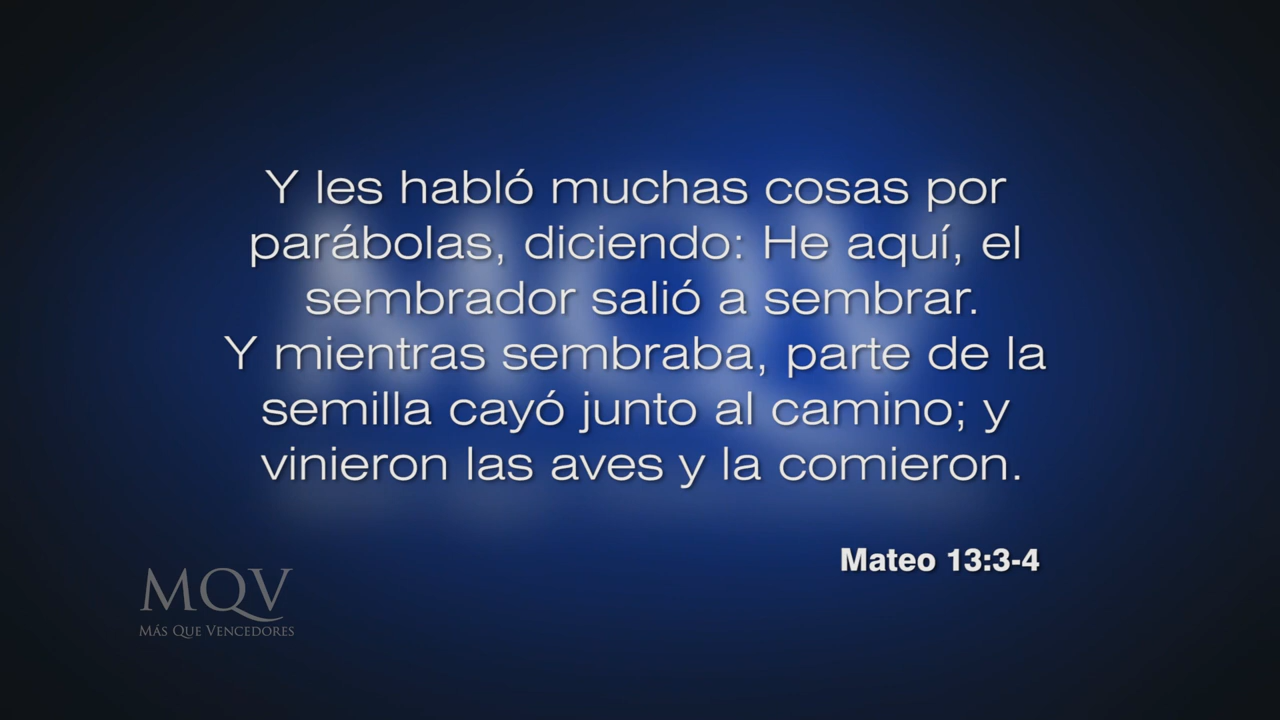 Y les habló muchas cosas por
parábolas, diciendo: He aquí, el
sembrador salió a sembrar.
Y mientras sembraba, parte de la
semilla cayó junto al camino; y
vinieron las aves y la comieron.
Mateo 13:3-4
MQV
MÁS QUE VENCEDORES